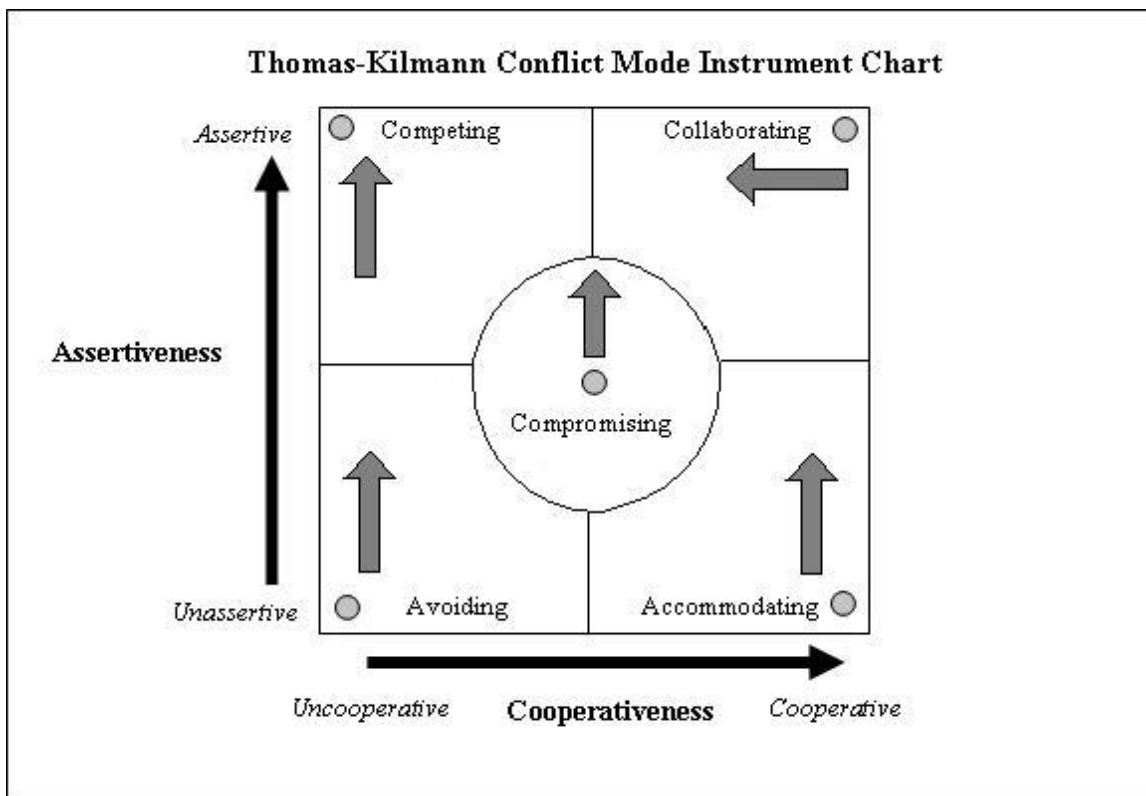 Thomas-Kilmann Conflict Mode Instrument Chart
Assertive
Competing
Collaborating
Assertiveness
Compromising
Unassertive
Avoiding
Accommodating
Uncooperative
Cooperativeness
Cooperative